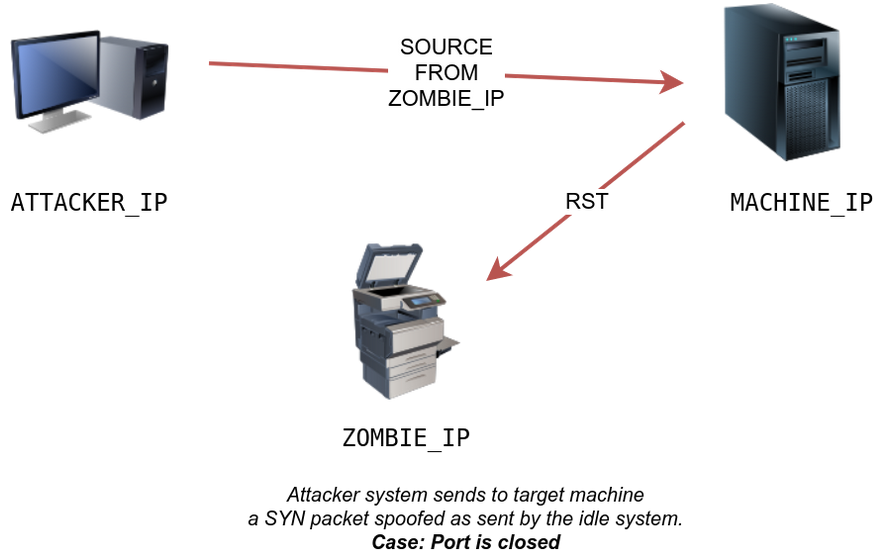 SOURCE
FROM
ZOMBIE_IP
ATTACKER_IP
RST
MACHINE_IP
ZOMBIE_IP
Attacker system sends to target machine
a SYN packet spoofed as sent by the idle system.
Case: Port is closed